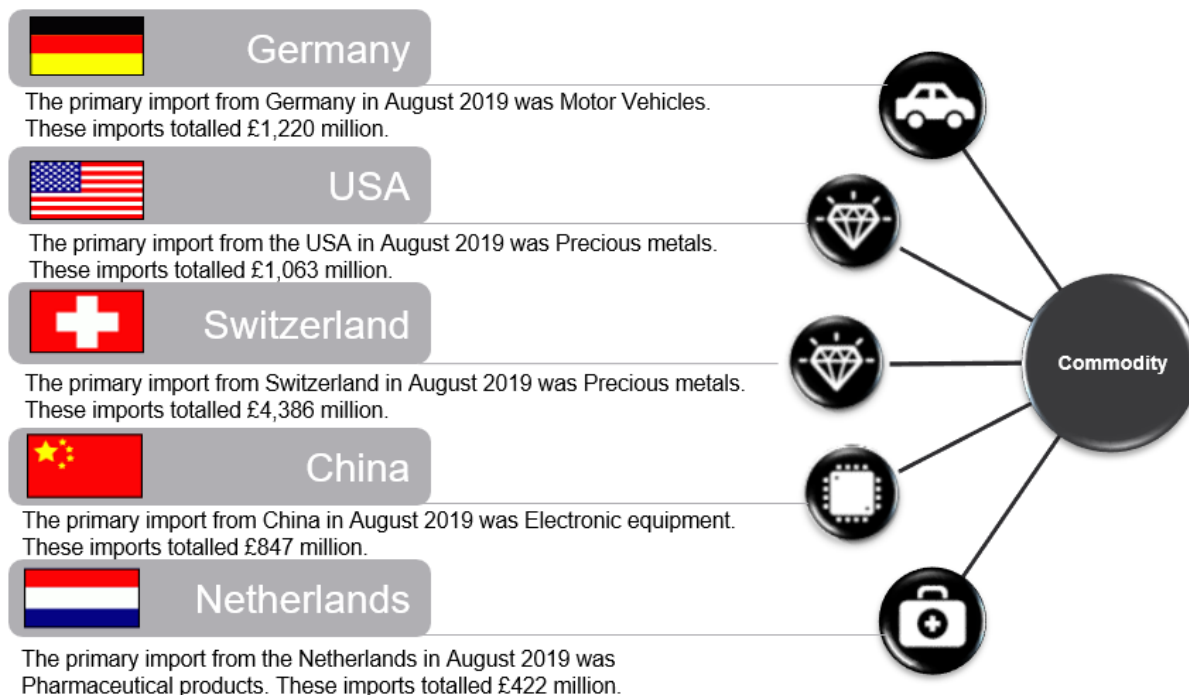 Germany
The primary import from Germany in August 2019 was Motor Vehicles.
These imports totalled £1,220 million.
USA
The primary import from the USA in August 2019 was Precious metals.
These imports totalled £1,063 million.
Switzerland
The primary import from Switzerland in August 2019 was Precious metals.
These imports totalled £4,386 million.
China
The primary import from China in August 2019 was Electronic equipment.
These imports totalled £847 million.
Netherlands
The primary import from the Netherlands in August 2019 was
Pharmaceutical products. These imports totalled £422 million.
Commodity